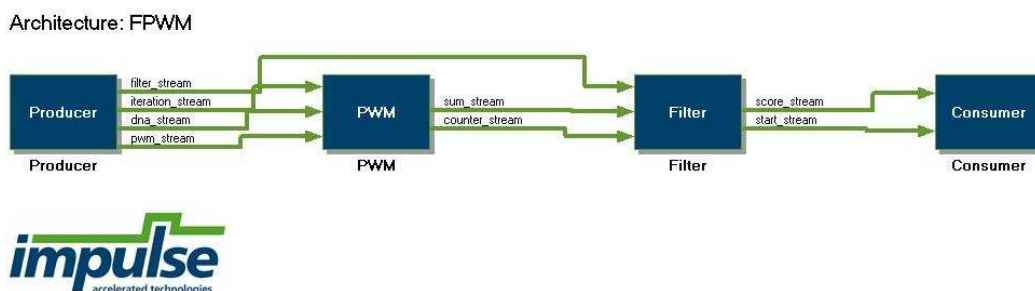 Architecture: FPWM
filter_stream
iteration_stream
dna_stream
pwm_stream
Producer
Producer
sum_stream
counter_stream
PWM
PWM
score_stream
start_stream
Filter
Filter
Consumer
Consumer
impulse
accelerated technologies